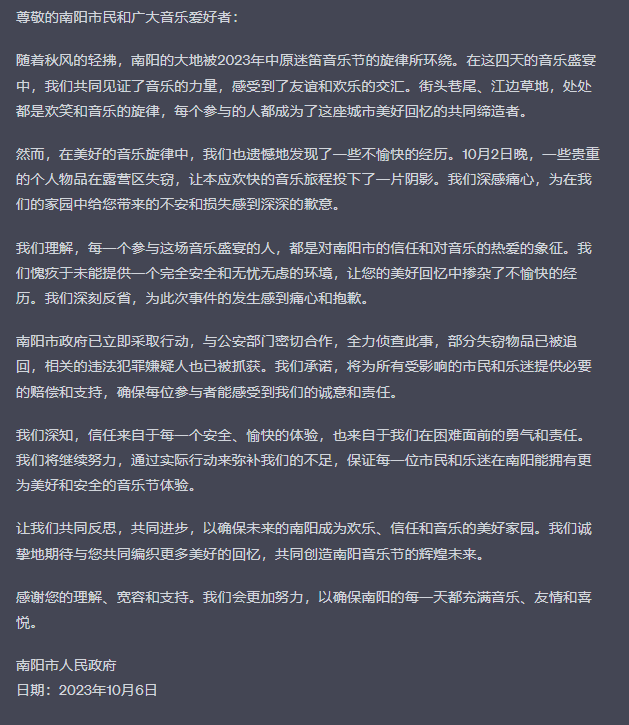 尊敬的南阳市民和广大音乐爱好者：
随着秋风的轻拂，南阳的大地被2023年中原迷笛音乐节的旋律所环绕。在这四天的音乐盛宴
中，我们共同见证了音乐的力量，感受到了友谊和欢乐的交汇。街头巷尾、江边草地，处处
都是欢笑和音乐的旋律，每个参与的人都成为了这座城市美好回忆的共同缔造者。
然而，在美好的音乐旋律中，我们也遗憾地发现了一些不愉快的经历。10月2日晚，一些贵重
的个人物品在露营区失窃，让本应欢快的音乐旅程投下了一片阴影。我们深感痛心，为在我
们的家园中给您带来的不安和损失感到深深的歉意。
我们理解，每一个参与这场音乐盛宴的人，都是对南阳市的信任和对音乐的热爱的象征。我
们愧疚于未能提供一个完全安全和无忧无虑的环境，让您的美好回忆中掺杂了不愉快的经
历。我们深刻反省，为此次事件的发生感到痛心和抱歉。
南阳市政府已立即采取行动，与公安部门密切合作，全力侦查此事，部分失窃物品已被追
回，相关的违法犯罪嫌疑人也已被抓获。我们承诺，将为所有受影响的市民和乐迷提供必要
的赔偿和支持，确保每位参与者能感受到我们的诚意和责任。
我们深知，信任来自于每一个安全、愉快的体验，也来自于我们在困难面前的勇气和责任。
我们将继续努力，通过实际行动来弥补我们的不足，保证每一位市民和乐迷在南阳能拥有更
为美好和安全的音乐节体验。
让我们共同反思，共同进步，以确保未来的南阳成为欢乐、信任和音乐的美好家园。我们诚
挚地期待与您共同编织更多美好的回忆，共同创造南阳音乐节的辉煌未来。
感谢您的理解、宽容和支持。我们会更加努力，以确保南阳的每一天都充满音乐、友情和喜
悦。
南阳市人民政府
日期：2023年10月6日